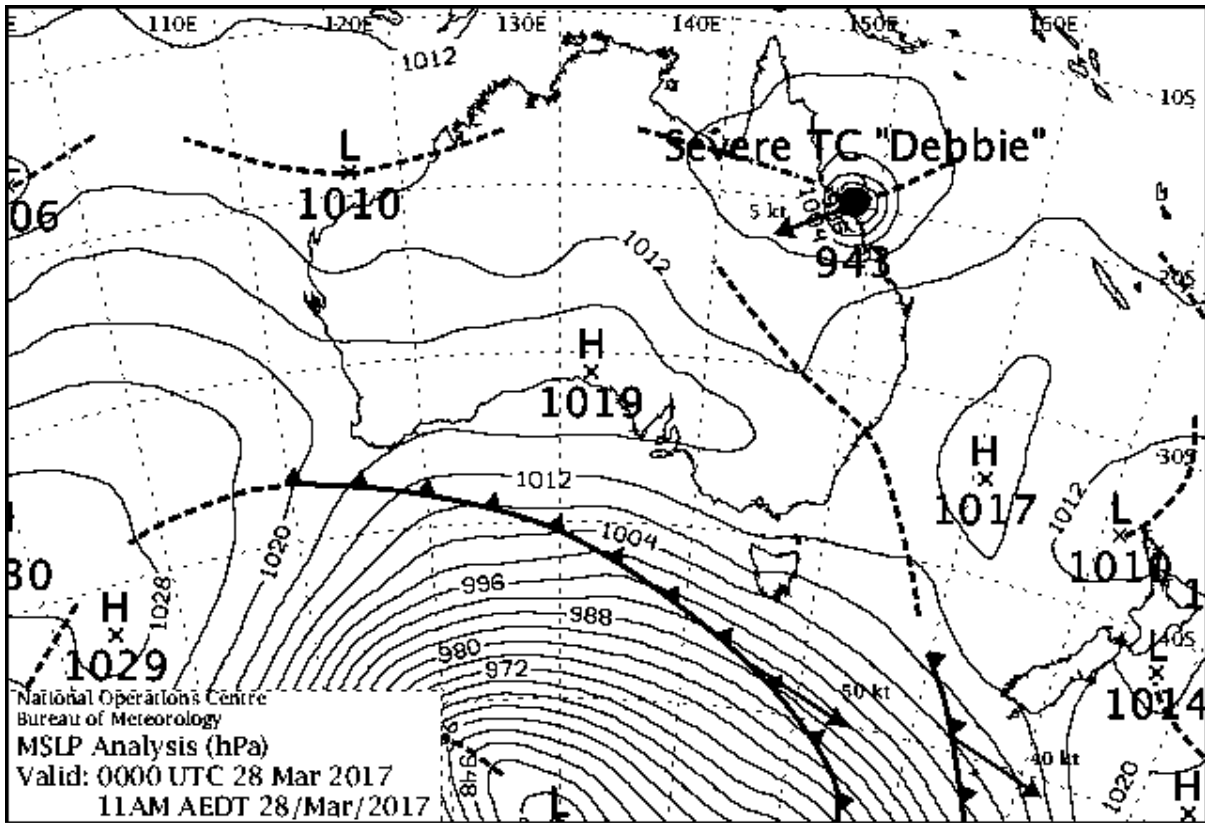 110E 120E 130E 140E 150E 160E
1012
10S
L
Severe TC "Debbie"
1010
06
5 kt
943
1012
20S
H
1019
H
30S
1017
1012
1012
L
1010
1020
1004
996
988
980
972
30
1028
H
1029
40S
L
1014
50 kt
40 kt
948
1020
H
L
National Operations Centre
Bureau of Meteorology
MSLP Analysis (hPa)
Valid: 0000 UTC 28 Mar 2017
11AM AEDT 28/Mar/2017